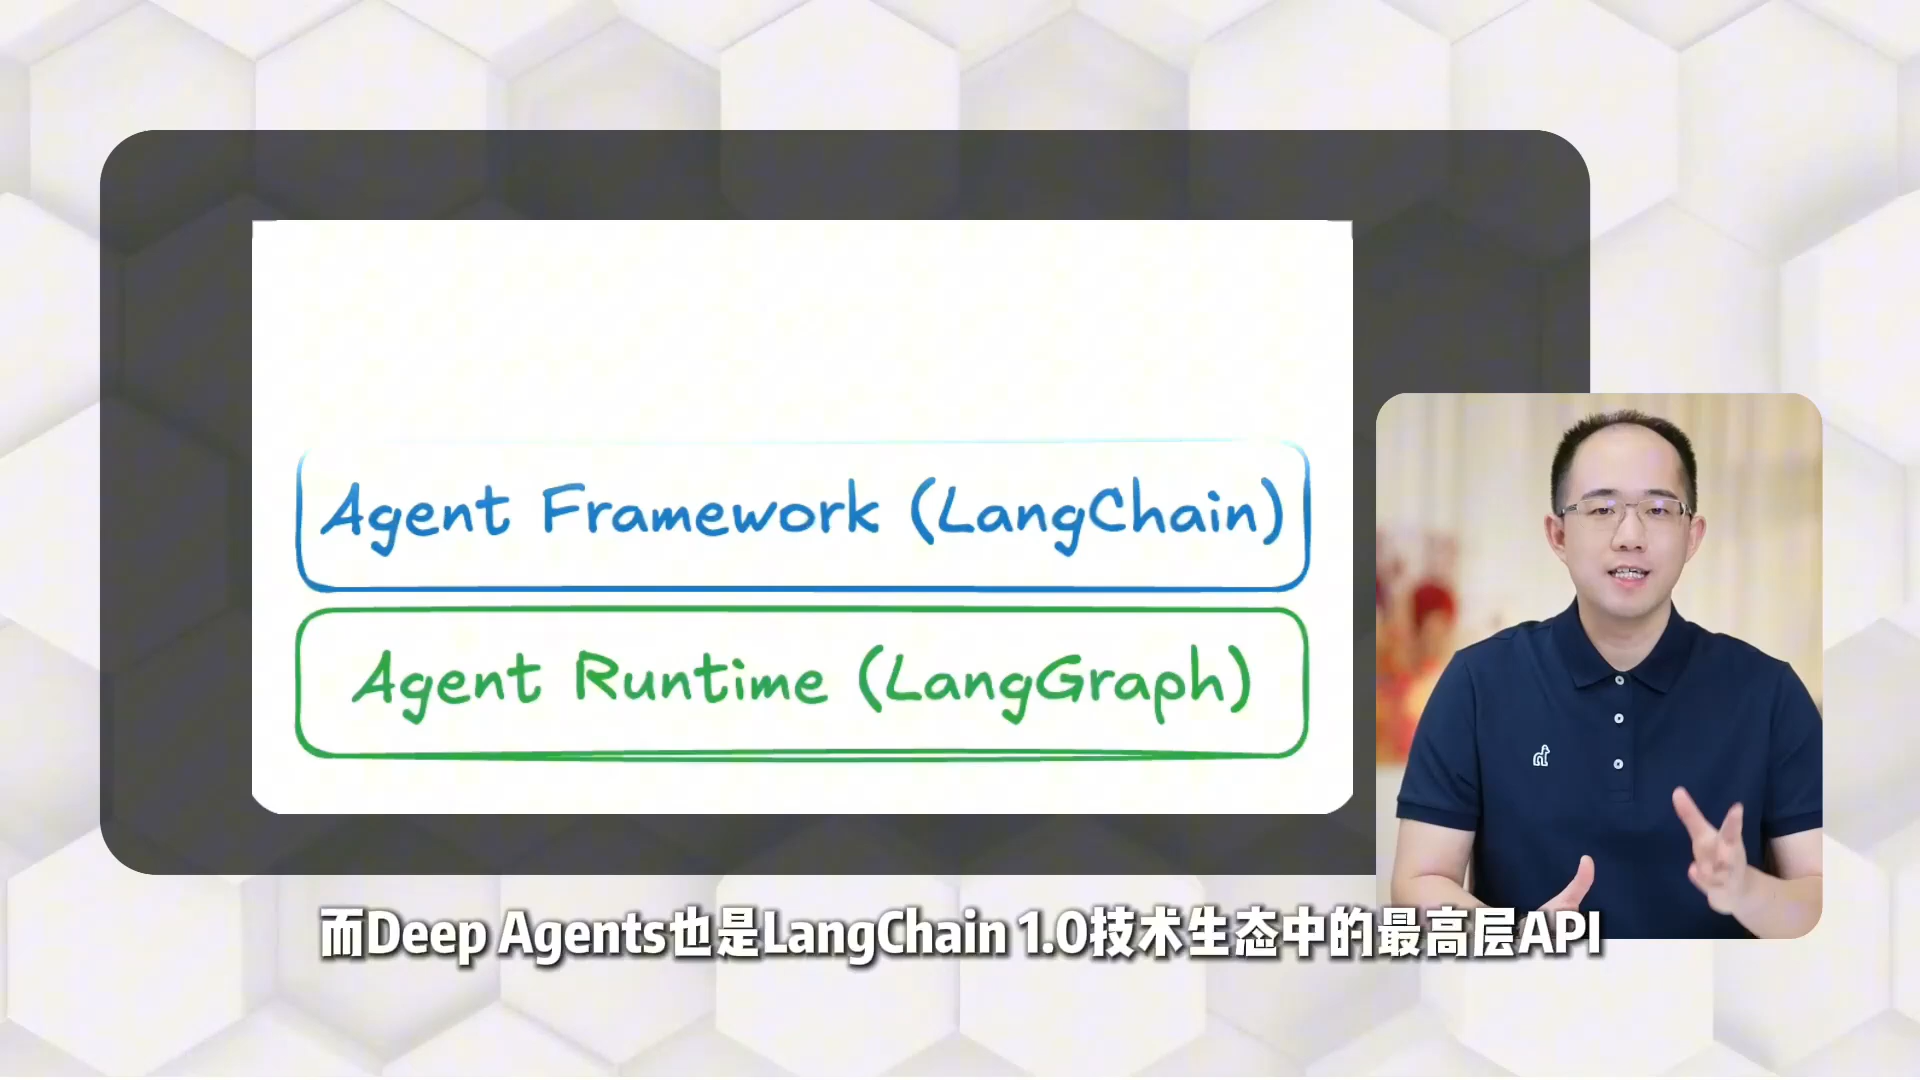 Agent Framework (LangChain)
Agent Runtime (LangGraph)
而Deep Agents也是LangChain 1.0技术生态中的最高层API